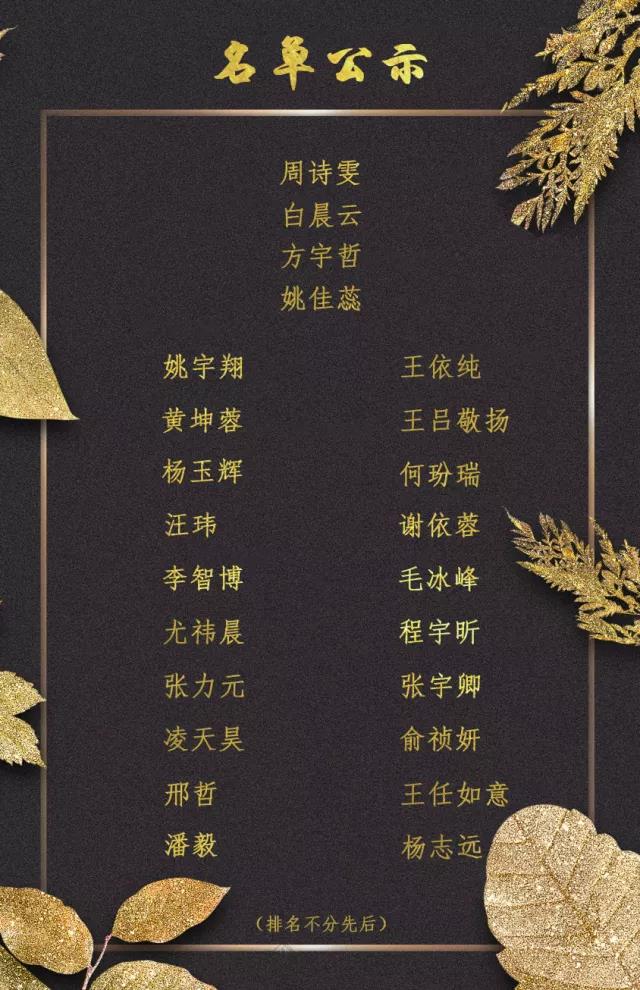 名单公示
周诗雯
白晨云
方宇哲
姚佳蕊
姚宇翔 王依纯
黄坤蓉 王吕敬扬
杨玉辉 何玢瑞
汪玮 谢依蓉
李智博 毛冰峰
尤祎晨 程宇昕
张力元 张宇卿
凌天昊 俞祯妍
邢哲 王任如意
潘毅 杨志远
（排名不分先后）